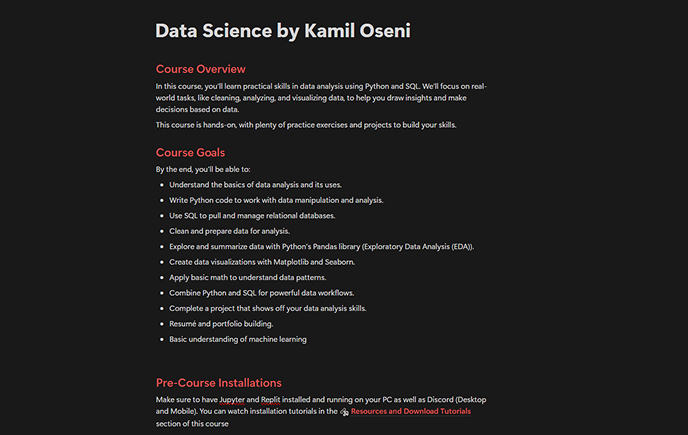 Data Science by Kamil Oseni
Course Overview
In this course, you'll learn practical skills in data analysis using Python and SQL. We'll focus on real-
world tasks, like cleaning, analyzing, and visualizing data, to help you draw insights and make
decisions based on data.
This course is hands-on, with plenty of practice exercises and projects to build your skills.
Course Goals
By the end, you'll be able to:
• Understand the basics of data analysis and its uses.
• Write Python code to work with data manipulation and analysis.
• Use SQL to pull and manage relational databases.
• Clean and prepare data for analysis.
• Explore and summarize data with Python's Pandas library (Exploratory Data Analysis (EDA)).
• Create data visualizations with Matplotlib and Seaborn.
• Apply basic math to understand data patterns.
• Combine Python and SQL for powerful data workflows.
• Complete a project that shows off your data analysis skills.
• Resumé and portfolio building.
• Basic understanding of machine learning
Pre-Course Installations
Make sure to have Jupyter and Replit installed and running on your PC as well as Discord (Desktop
and Mobile). You can watch installation tutorials in the Resources and Download Tutorials
section of this course